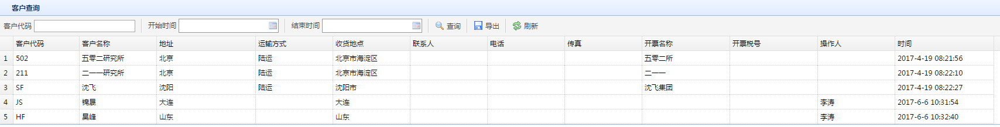 客户查询
客户代码 开始时间 结束时间 查询 导出 刷新
客户代码 客户名称 地址 运输方式 收货地点 联系人 电话 传真 开票名称 开票税号 操作人 时间
1 502 五零二研究所 北京 陆运 北京市海淀区 五零二所 2017-4-19 08:21:56
2 211 二一一研究所 北京 陆运 北京市海淀区 二一一 2017-4-19 08:22:10
3 SF 沈飞 沈阳 陆运 沈阳市 沈飞集团 2017-4-19 08:22:27
4 JS 锦晟 大连 大连 李涛 2017-6-6 10:31:54
5 HF 昊峰 山东 山东 李涛 2017-6-6 10:32:40